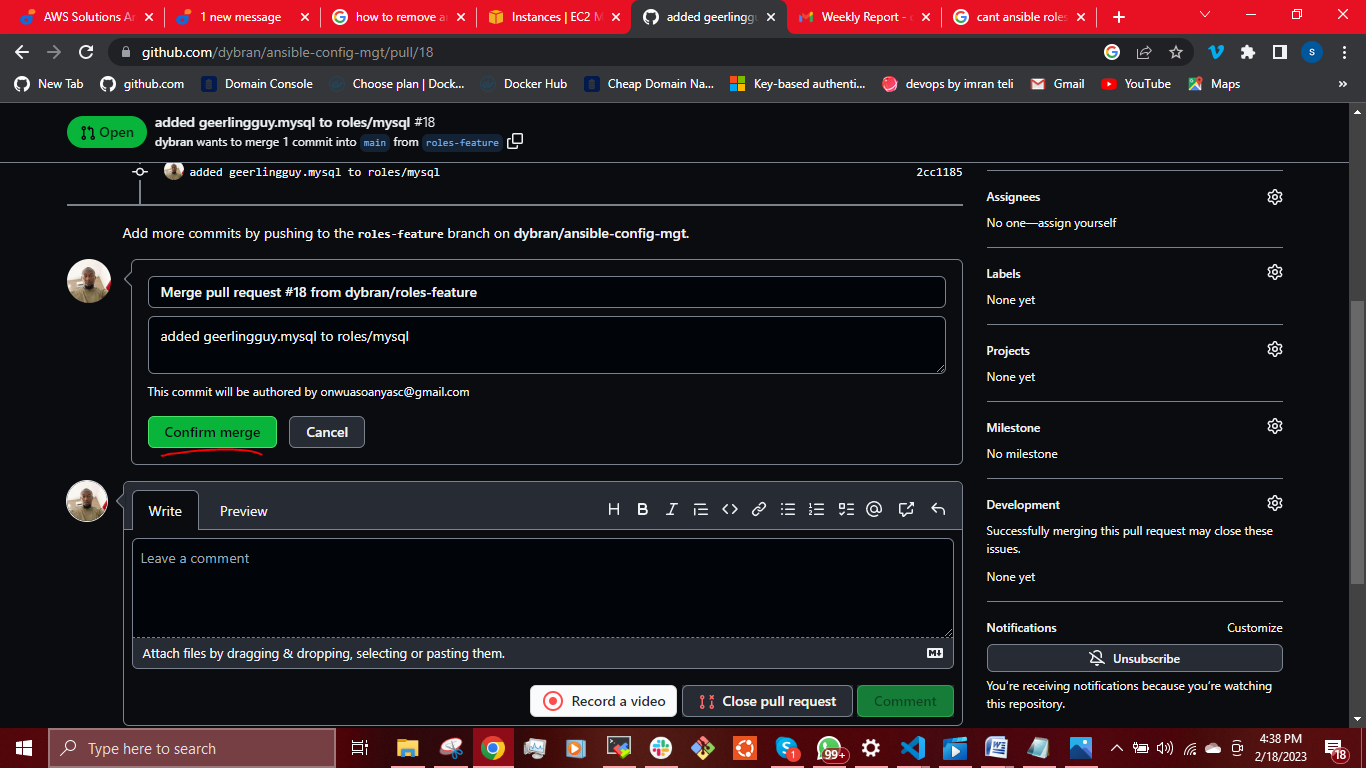 AWS Solutions Ar
1 new message
how to remove a
Instances | EC2 M
added geerlinggu
Weekly Report - 
cant ansible roles
github.com/dybran/ansible-config-mgt/pull/18
S
New Tab
github.com
Domain Console
Choose plan | Dock...
Docker Hub
Cheap Domain Na...
Key-based authenti...
devops by imran teli
Gmail
YouTube
Maps
»
Open
added geerlingguy.mysql to roles/mysql #18
dybran wants to merge 1 commit into main from roles-feature
added geerlingguy.mysql to roles/mysql
2cc1185
Add more commits by pushing to the roles-feature branch on dybran/ansible-config-mgt.
Merge pull request #18 from dybran/roles-feature
added geerlingguy.mysql to roles/mysql
This commit will be authored by onwuasoanyasc@gmail.com
Confirm merge
Cancel
Write
Preview
Leave a comment
Attach files by dragging & dropping, selecting or pasting them.
Record a video
Close pull request
Comment
Assignees
No one—assign yourself
Labels
None yet
Projects
None yet
Milestone
No milestone
Development
Successfully merging this pull request may close these
issues.
None yet
Notifications
Customize
Unsubscribe
You're receiving notifications because you're watching
this repository.
Type here to search
1
99+
4:38 PM
2/18/2023
18